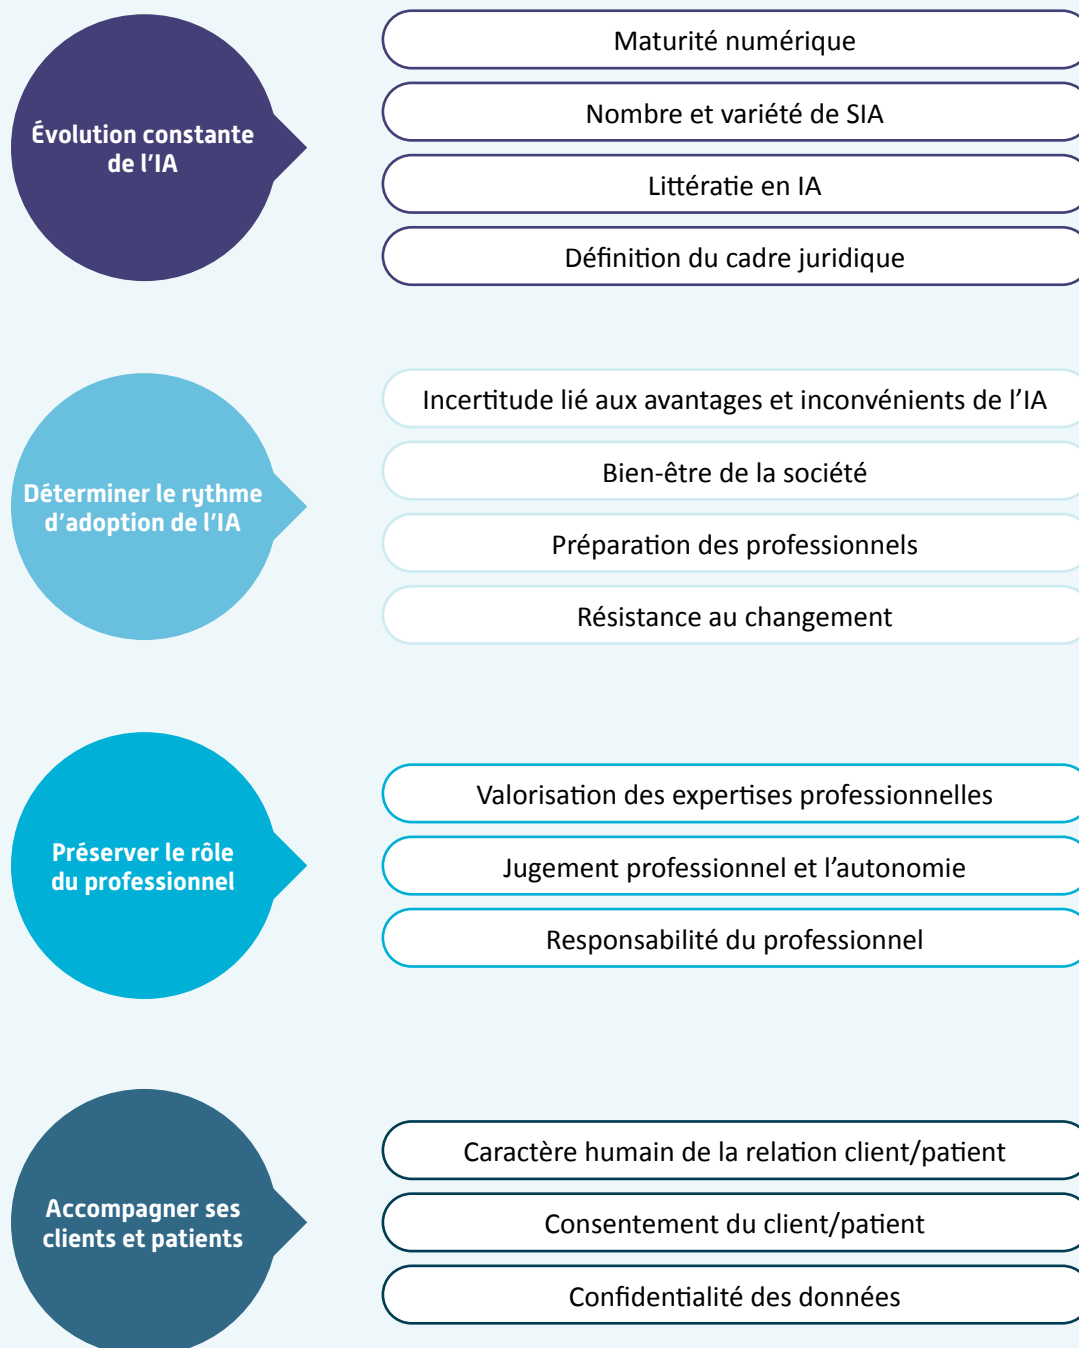 Évolution constante
de l'IA
Maturité numérique
Nombre et variété de SIA
Littératie en IA
Définition du cadre juridique
Déterminer le rythme
d'adoption de l'IA
Incertitude lié aux avantages et inconvénients de l'IA
Bien-être de la société
Préparation des professionnels
Résistance au changement
Préserver le rôle
du professionnel
Valorisation des expertises professionnelles
Jugement professionnel et l'autonomie
Responsabilité du professionnel
Accompagner ses
clients et patients
Caractère humain de la relation client/patient
Consentement du client/patient
Confidentialité des données